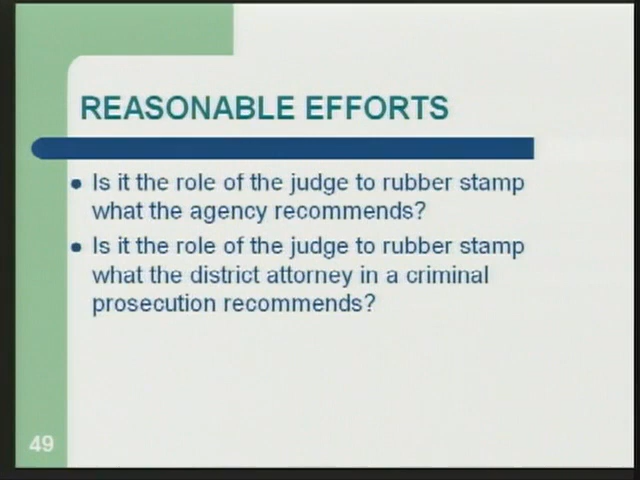 REASONABLE EFFORTS
• Is it the role of the judge to rubber stamp
what the agency recommends?
• Is it the role of the judge to rubber stamp
what the district attorney in a criminal
prosecution recommends?
49